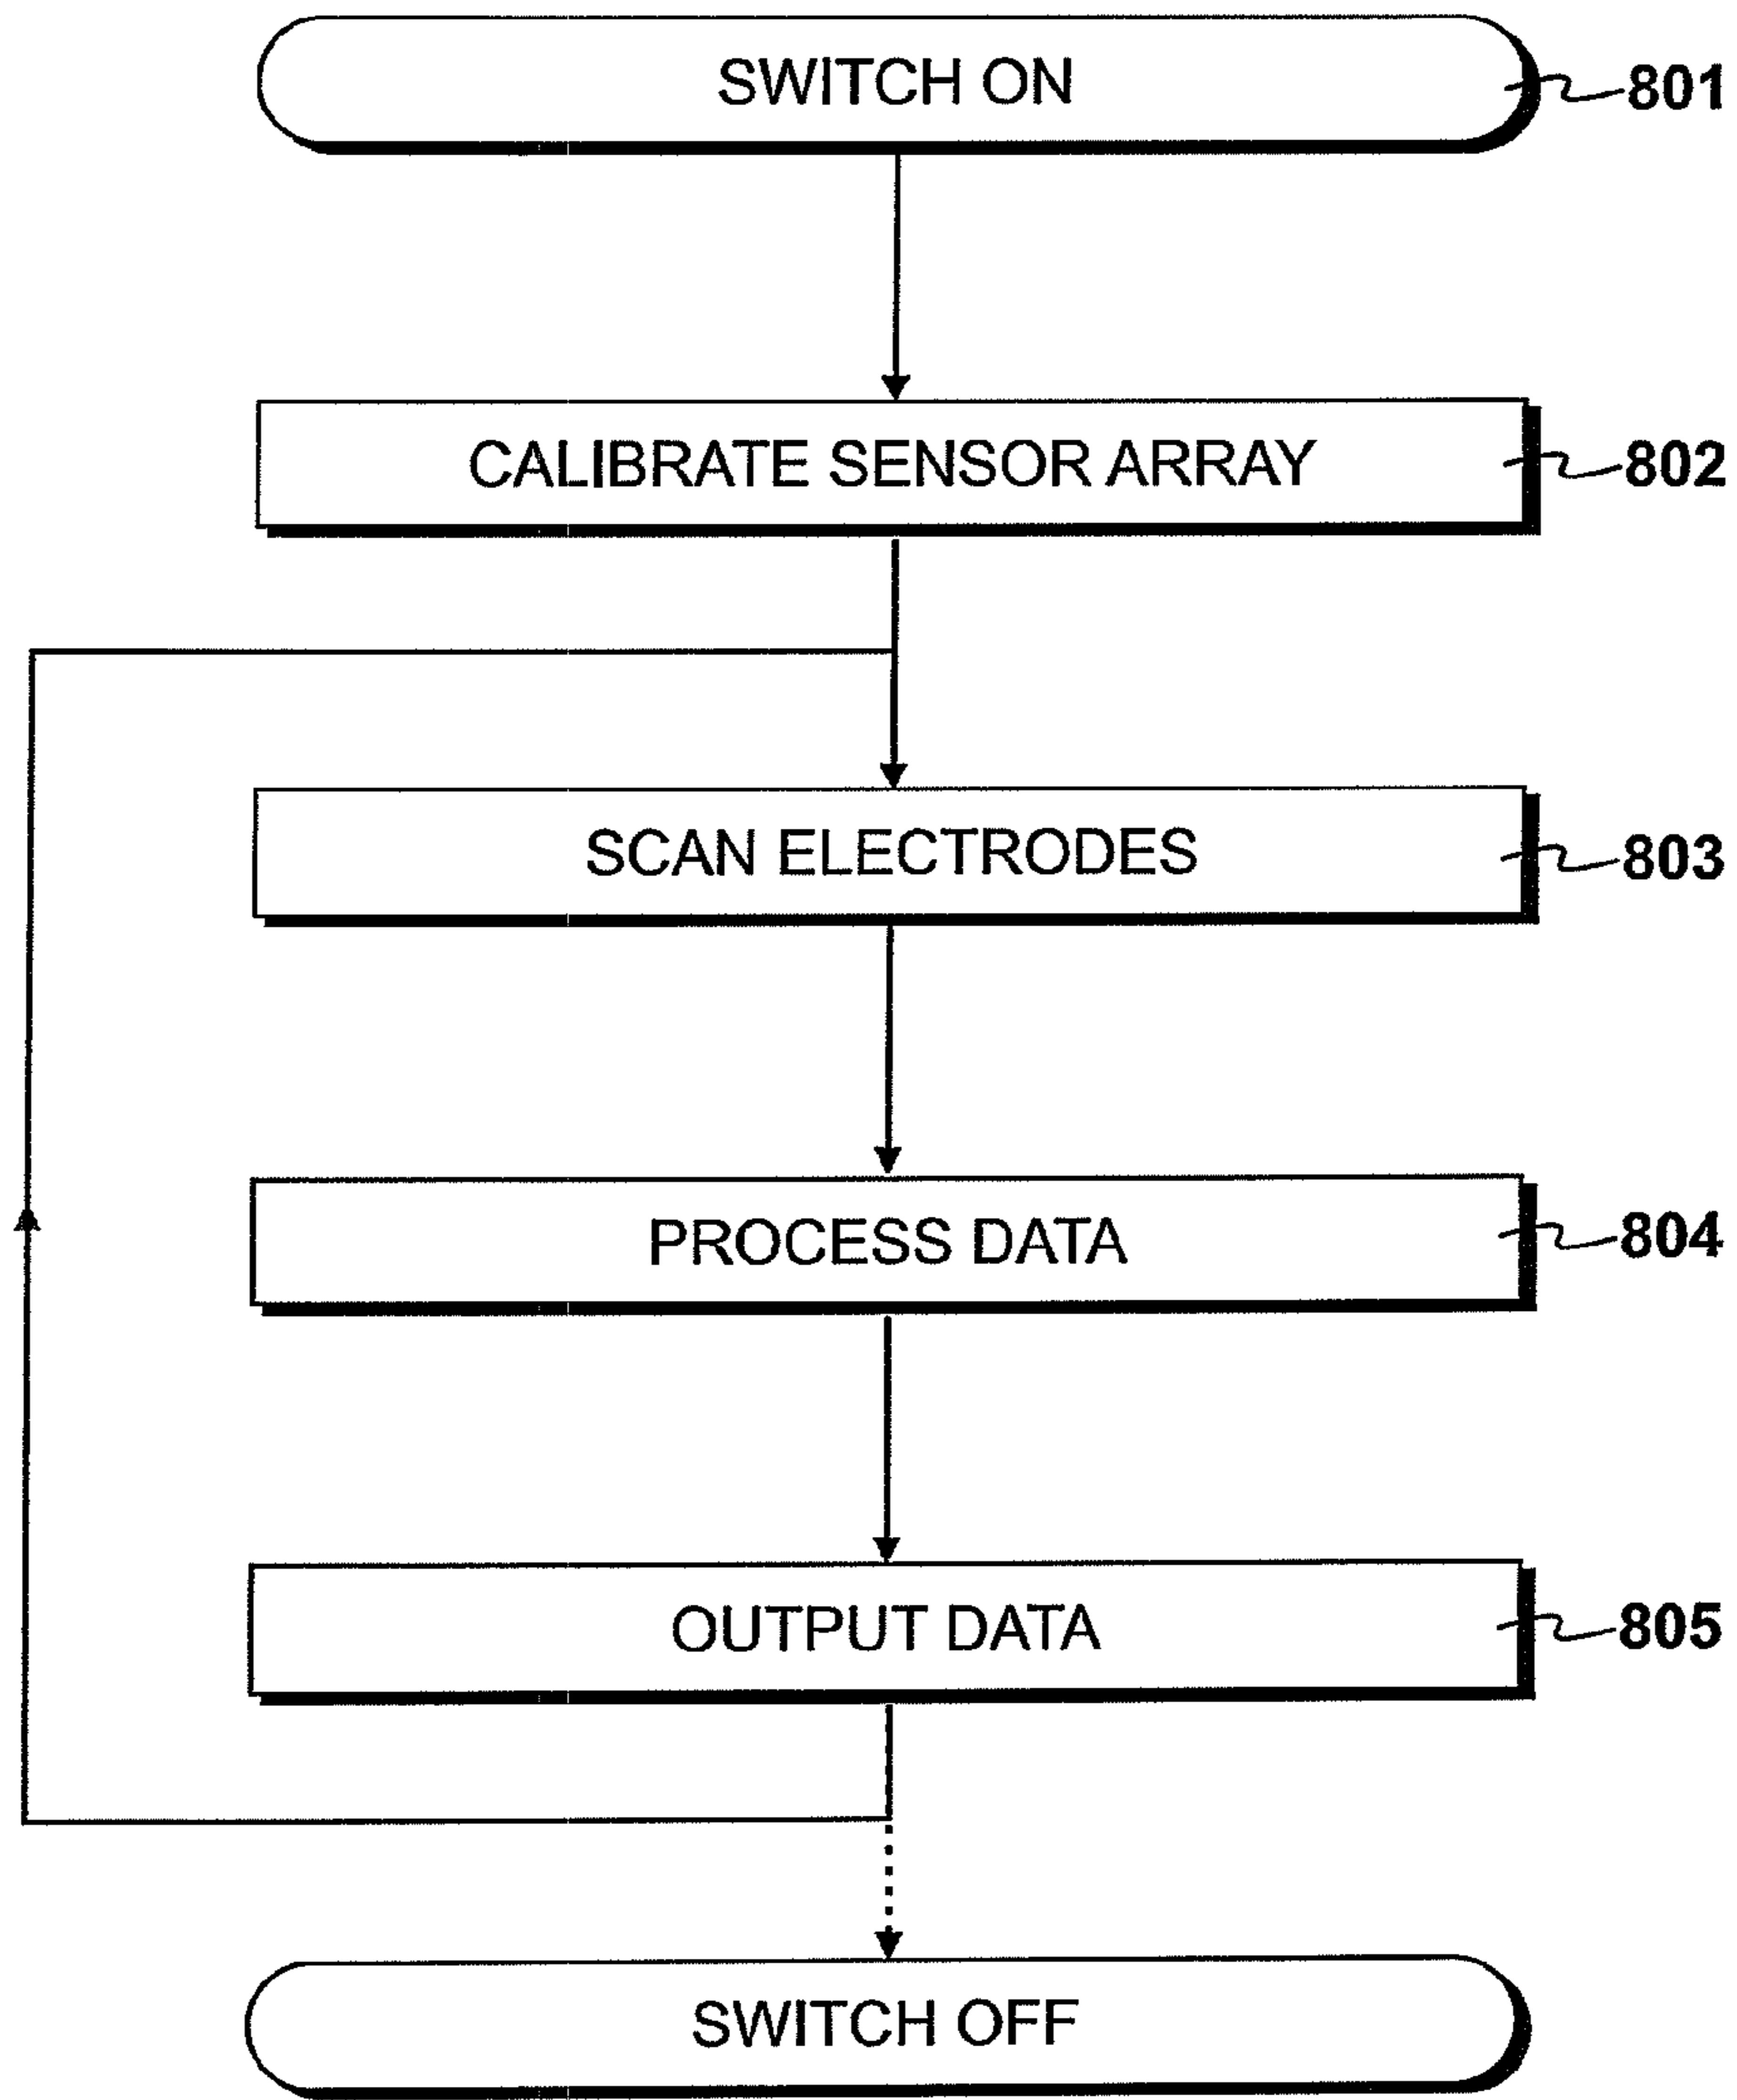 SWITCH ON
801
CALIBRATE SENSOR ARRAY
802
SCAN ELECTRODES
803
PROCESS DATA
804
OUTPUT DATA
805
SWITCH OFF